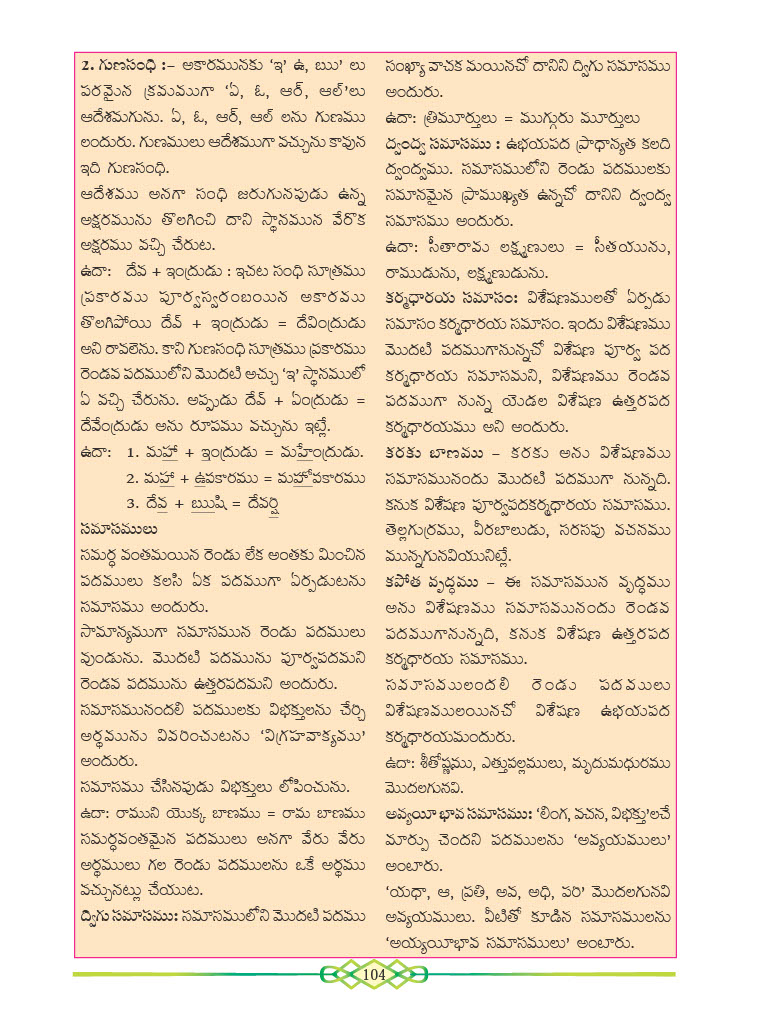 2. గుణసంధి :– అకారమునకు ‘ఇ’ ఉ, ఋ’ లు
పరమైన క్రమముగా ‘ఏ, ఓ, ఆర్, ఆల్’లు
ఆదేశమగును. ఏ, ఓ, ఆర్, ఆల్ లను గుణము
లందురు. గుణములు ఆదేశముగా వచ్చును కావున
ఇది గుణసంధి.
ఆదేశము అనగా సంధి జరుగునపుడు ఉన్న
అక్షరమును తొలగించి దాని స్థానమున వేరొక
అక్షరము వచ్చి చేరుట.
ఉదా: దేవ + ఇంద్రుడు : ఇచట సంధి సూత్రము
ప్రకారము పూర్వస్వరంబయిన అకారము
తొలగిపోయి దేవ్ + ఇంద్రుడు = దేవింద్రుడు
అని రావలెను. కాని గుణసంధి సూత్రము ప్రకారము
రెండవ పదములోని మొదటి అచ్చు ‘ఇ’ స్థానములో
ఏ వచ్చి చేరును. అప్పుడు దేవ్ + ఏంద్రుడు =
దేవేంద్రుడు అను రూపము వచ్చును ఇట్లే.
ఉదా: 1. మహా + ఇంద్రుడు = మహేంద్రుడు.
2. మహా + ఉపకారము = మహోపకారము
3. దేవ + ఋషి = దేవర్షి
సమాసములు
సమర్ధ వంతమయిన రెండు లేక అంతకు మించిన
పదములు కలసి ఏక పదముగా ఏర్పడుటను
సమాసము అందురు.
సామాన్యముగా సమాసమున రెండు పదములు
వుండును. మొదటి పదమును పూర్వపదమని
రెండవ పదమును ఉత్తరపదమని అందురు.
సమాసమునందలి పదములకు విభక్తులను చేర్చి
అర్థమును వివరించుటను ‘విగ్రహవాక్యము’
అందురు.
సమాసము చేసినపుడు విభక్తులు లోపించును.
ఉదా: రాముని యొక్క బాణము = రామ బాణము
సమర్ధవంతమైన పదములు అనగా వేరు వేరు
అర్థములు గల రెండు పదములను ఒకే అర్థము
వచ్చునట్లు చేయుట.
ద్విగు సమాసము: సమాసములోని మొదటి పదము
సంఖ్యా వాచక మయినచో దానిని ద్విగు సమాసము
అందురు.
ఉదా: త్రిమూర్తులు = ముగ్గురు మూర్తులు
ద్వంద్వ సమాసము : ఉభయపద ప్రాధాన్యత కలది
ద్వంద్వము. సమాసములోని రెండు పదములకు
సమానమైన ప్రాముఖ్యత ఉన్నచో దానిని ద్వంద్వ
సమాసము అందురు.
ఉదా: సీతారామ లక్ష్మణులు = సీతయును,
రాముడును, లక్ష్మణుడును.
కర్మధారయ సమాసం: విశేషణములతో ఏర్పడు
సమాసం కర్మధారయ సమాసం. ఇందు విశేషణము
మొదటి పదముగానున్నచో విశేషణ పూర్వ పద
కర్మధారయ సమాసమని, విశేషణము రెండవ
పదముగా నున్న యెడల విశేషణ ఉత్తరపద
కర్మధారయము అని అందురు.
కరకు బాణము – కరకు అను విశేషణము
సమాసమునందు మొదటి పదముగా నున్నది.
కనుక విశేషణ పూర్వపదకర్మధారయ సమాసము.
తెల్లగుర్రము, వీరబాలుడు, సరసపు వచనము
మున్నగునవియునిట్లే.
కపోత వృద్ధము – ఈ సమాసమున వృద్ధము
అను విశేషణము సమాసమునందు రెండవ
పదముగానున్నది, కనుక విశేషణ ఉత్తరపద
కర్మధారయ సమాసము.
సమాసములందలి రెండు పదములు
విశేషణములయినచో విశేషణ ఉభయపద
కర్మధారయమందురు.
ఉదా: శీతోష్ణము, ఎత్తుపల్లములు, మృదుమధురము
మొదలగునవి.
అవ్యయీ భావ సమాసము: ‘లింగ, వచన, విభక్తు’లచే
మార్పు చెందని పదములను ‘అవ్యయములు’
అంటారు.
‘యధా, ఆ, ప్రతి, అవ, అధి, పరి’ మొదలగునవి
అవ్యయములు. వీటితో కూడిన సమాసములను
‘అయ్యయీభావ సమాసములు’ అంటారు.
104